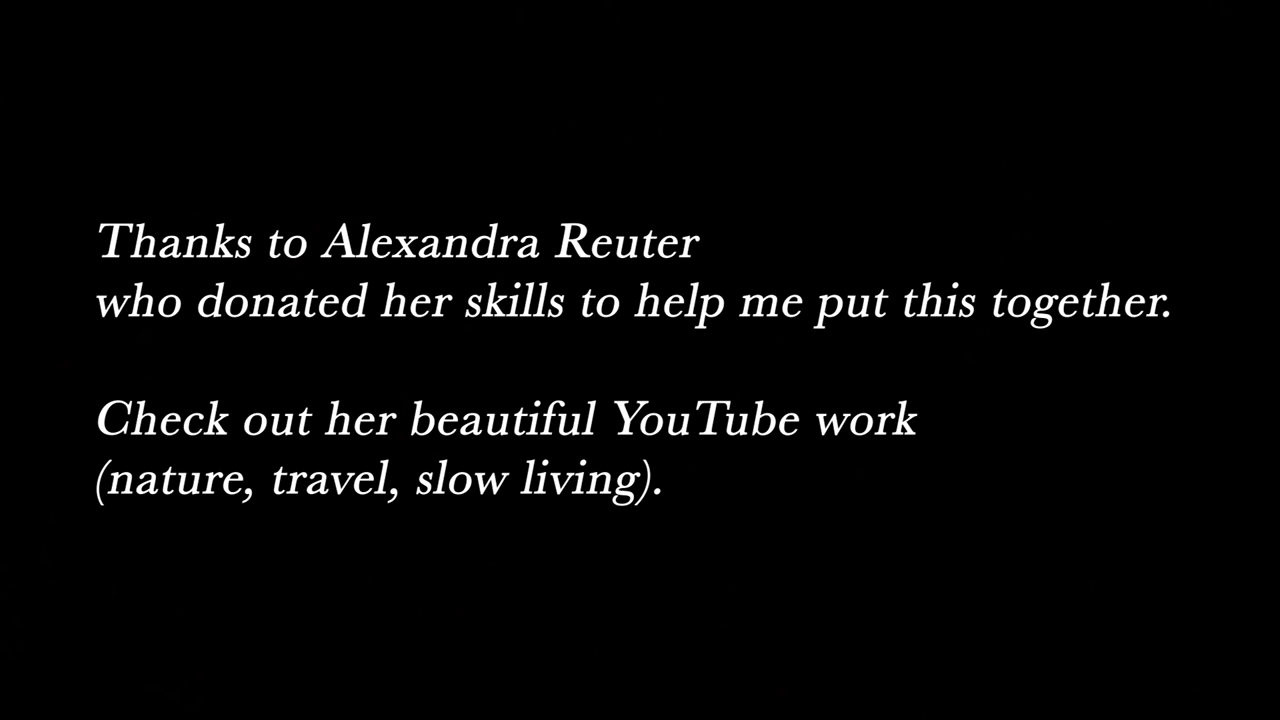 Thanks to Alexandra Reuter
who donated her skills to help me put this together.
Check out her beautiful YouTube work
(nature, travel, slow living).